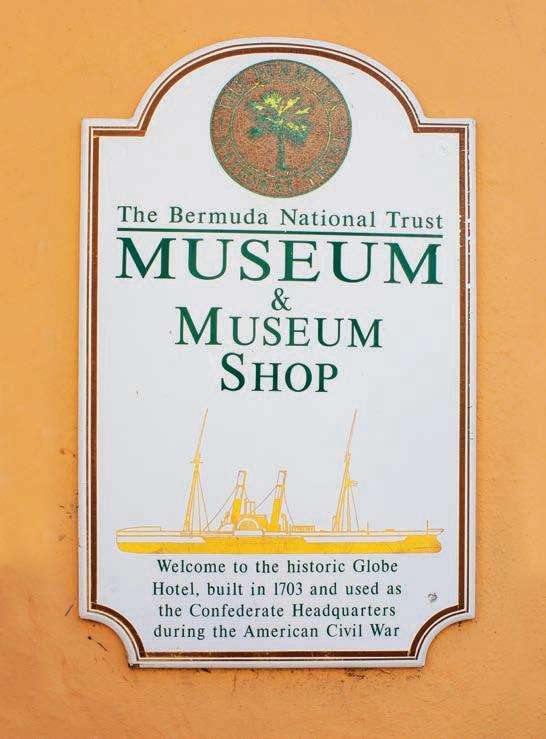 The Bermuda National Trust
MUSEUM
&
MUSEUM
SHOP
Welcome to the historic Globe
Hotel, built in 1703 and used as
the Confederate Headquarters
during the American Civil War